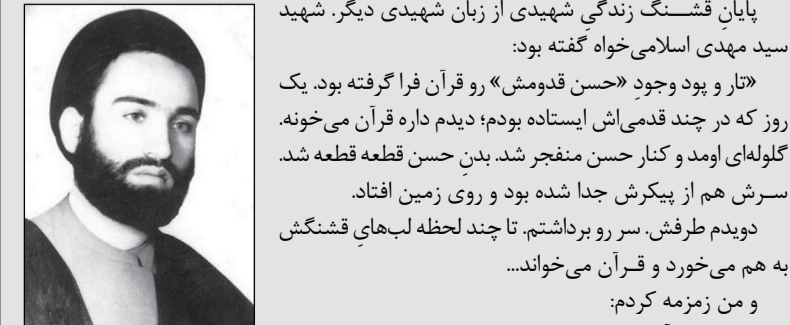 پایانِ قشنگ زندگیِ شهیدی از زبان شهیدی دیگر. شهید
سید مهدی اسلامی‌خواه گفته بود:
«تار و پود وجودِ «حسن قدومش» رو قرآن فرا گرفته بود. یک
روز که در چند قدمی‌اش ایستاده بودم؛ دیدم داره قرآن می‌خونه.
گلوله‌ای اومد و کنار حسن منفجر شد. بدنِ حسن قطعه قطعه شد.
سرش هم از پیکرش جدا شده بود و روی زمین افتاد.
دویدم طرفش. سر رو برداشتم. تا چند لحظه لب‌هایِ قشنگش
به هم می‌خورد و قرآن می‌خواند...
و من زمزمه کردم: